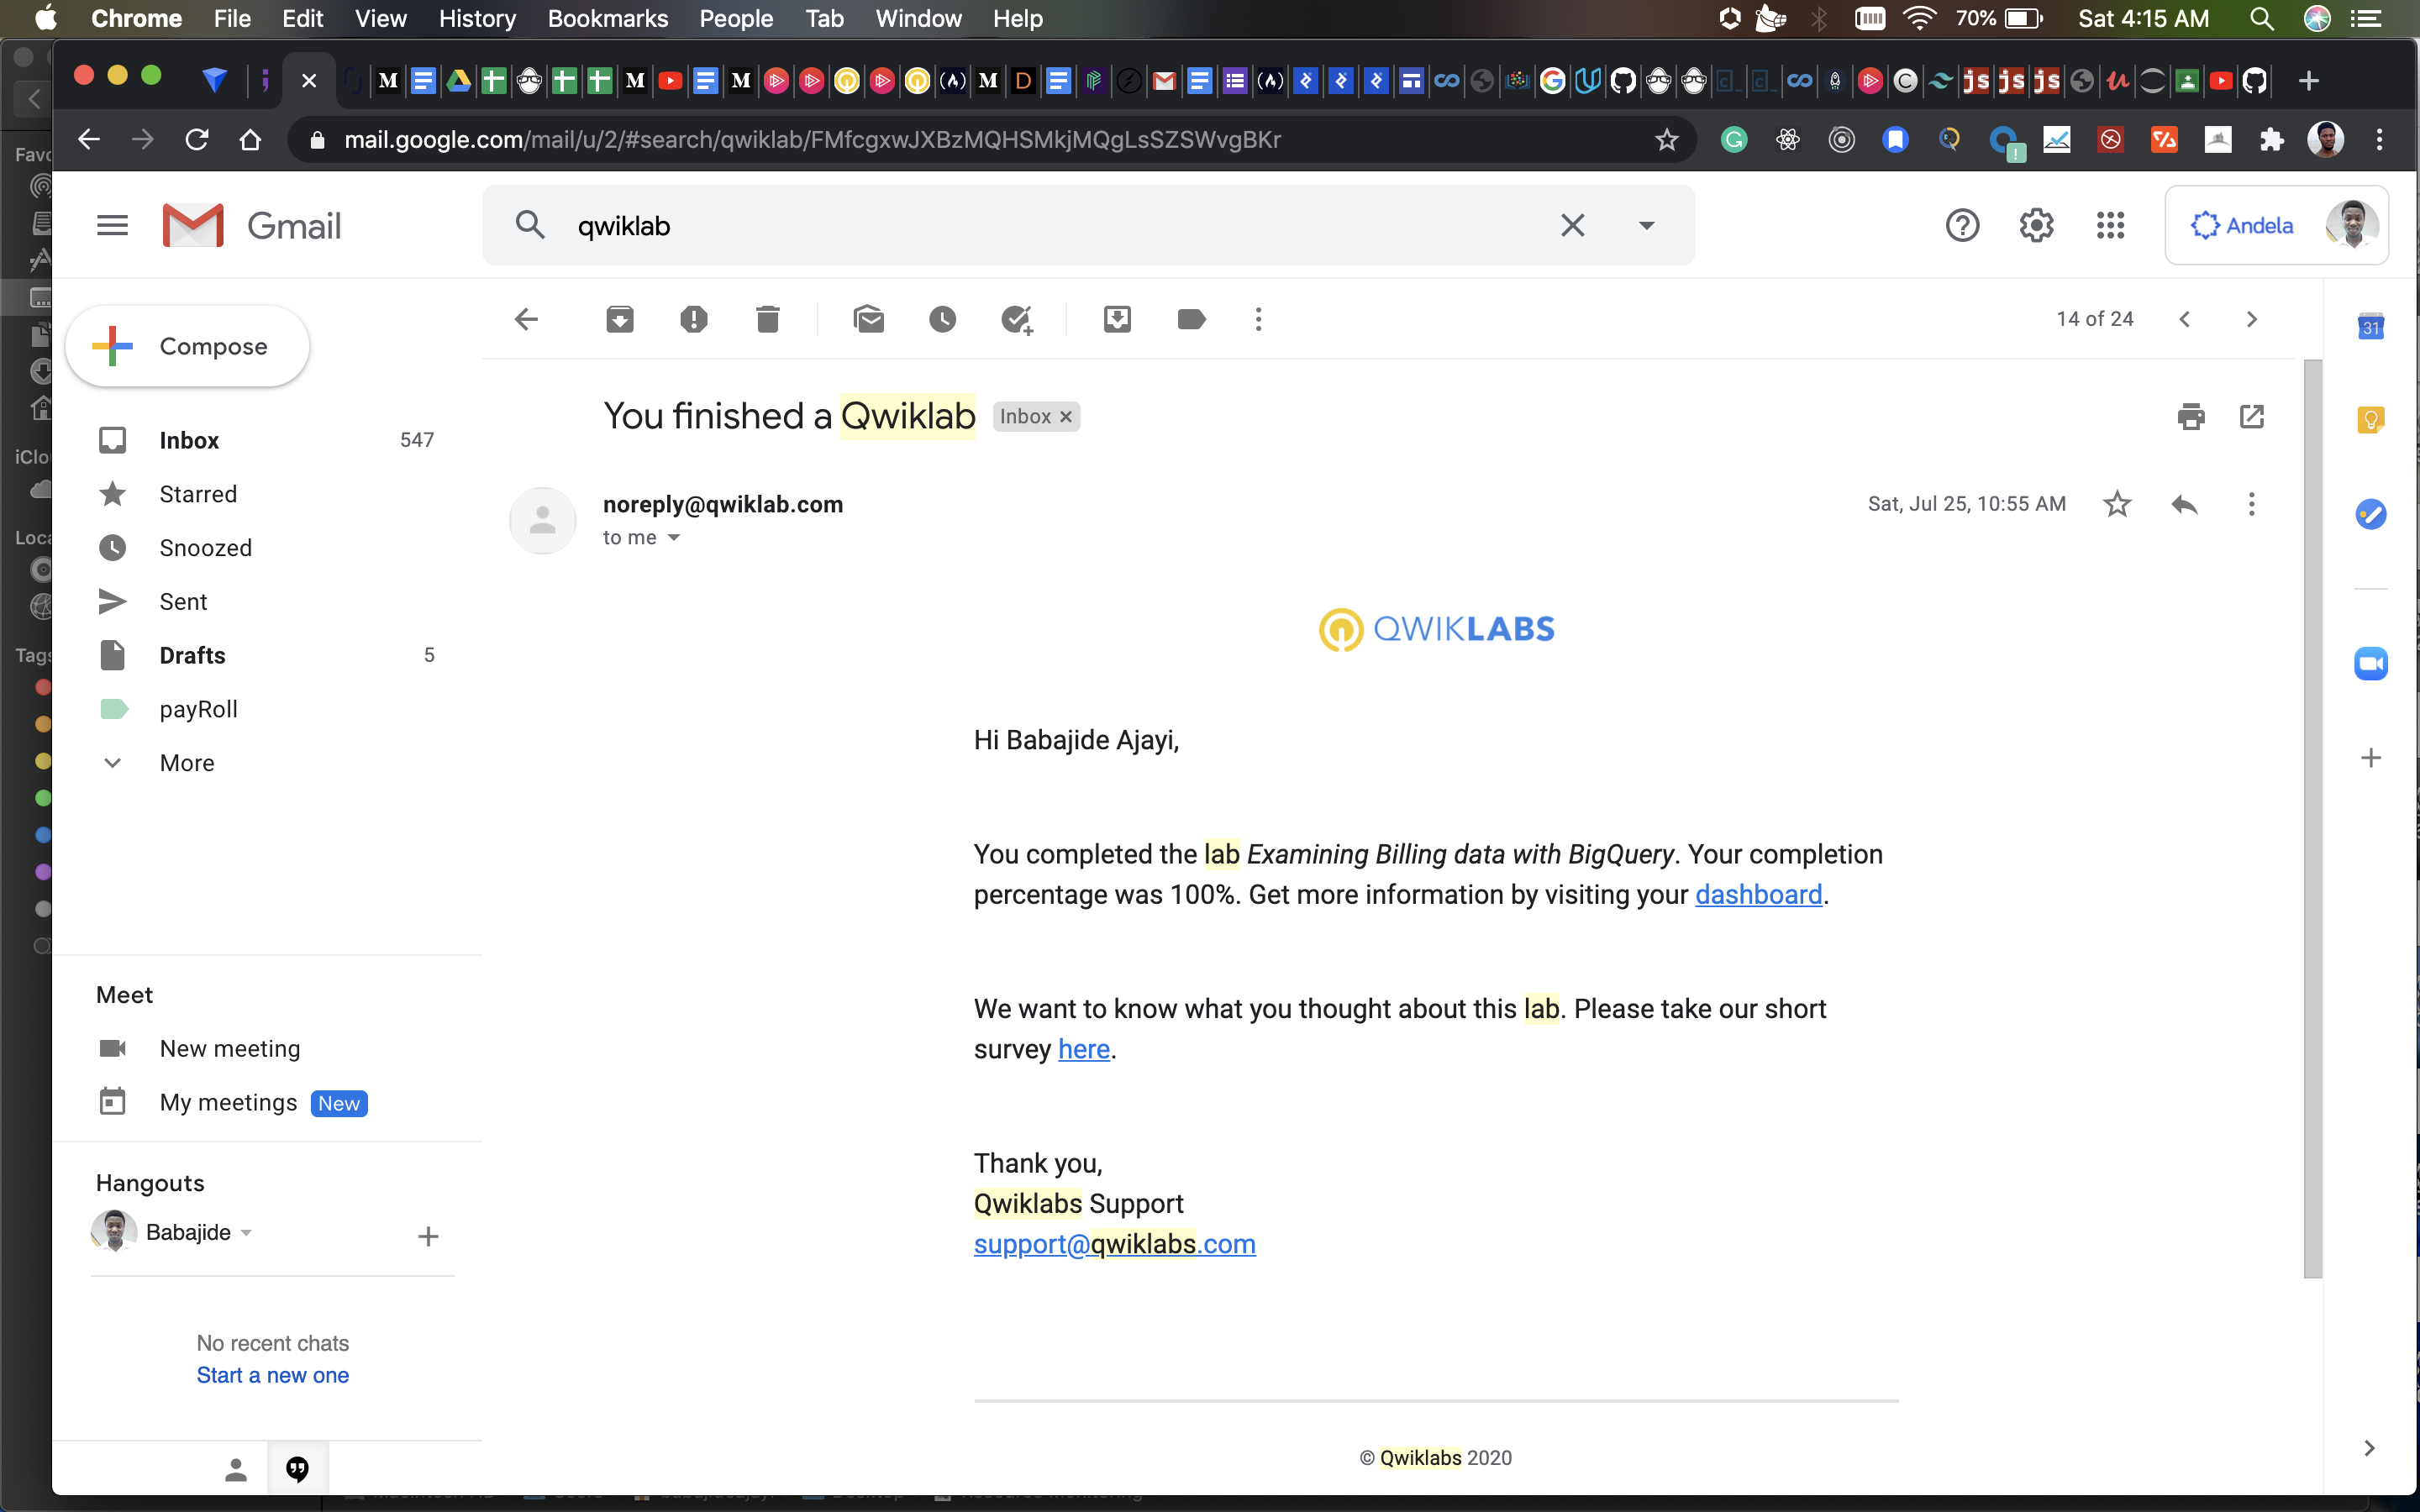 Chrome File Edit View History Bookmarks People Tab Window Help 70% Sat 4:15 AM
mail.google.com/mail/u/2/#search/qwiklab/FMfcgxwJXBzMQHSMkjMQgLsSZSWvgBKr
Gmail
qwiklab
Andela
Compose
14 of 24
31
Inbox 547
Starred
Snoozed
Sent
Drafts 5
payRoll
More
Meet
New meeting
My meetings New
Hangouts
Babajide
No recent chats
Start a new one
You finished a Qwiklab Inbox
noreply@qwiklab.com Sat, Jul 25, 10:55 AM
to me
QWIKLABS
Hi Babajide Ajayi,
You completed the lab Examining Billing data with BigQuery. Your completion
percentage was 100%. Get more information by visiting your dashboard.
We want to know what you thought about this lab. Please take our short
survey here.
Thank you,
Qwiklabs Support
support@qwiklabs.com
© Qwiklabs 2020